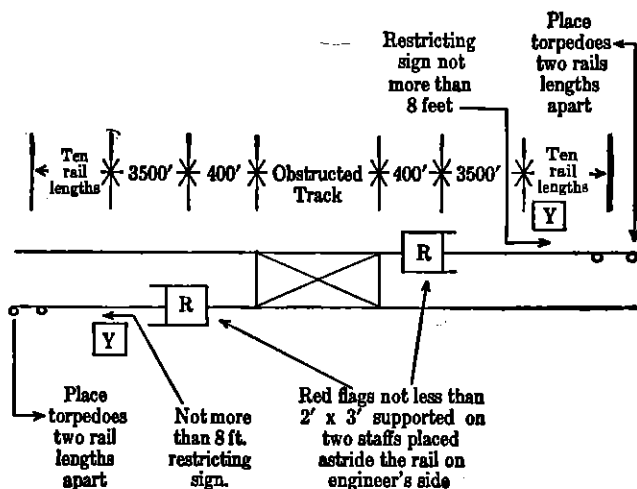 Restricting
sign not
more than
8 feet
Place
torpedoes
two rails
lengths
apart
Ten
rail
lengths
3500'
400'
Obstructed
Track
400'
3500'
Ten
rail
lengths
Y
R
R
Y
Place
torpedoes
two rail
lengths
apart
Not more
than 8 ft.
restricting
sign.
Red flags not less than
2' x 3' supported on
two staffs placed
astride the rail on
engineer's side